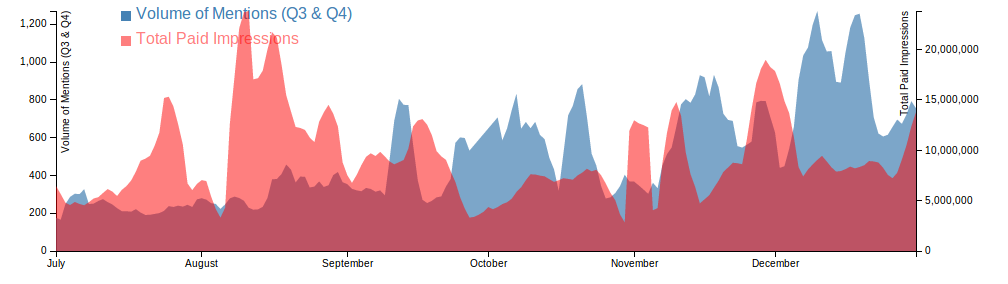 Volume of Mentions (Q3 & Q4)
Total Paid Impressions
1,200
1,000
800
600
400
200
0
Volume of Mentions (Q3 & Q4)
Total Paid Impressions
20,000,000
15,000,000
10,000,000
5,000,000
0
July
August
September
October
November
December